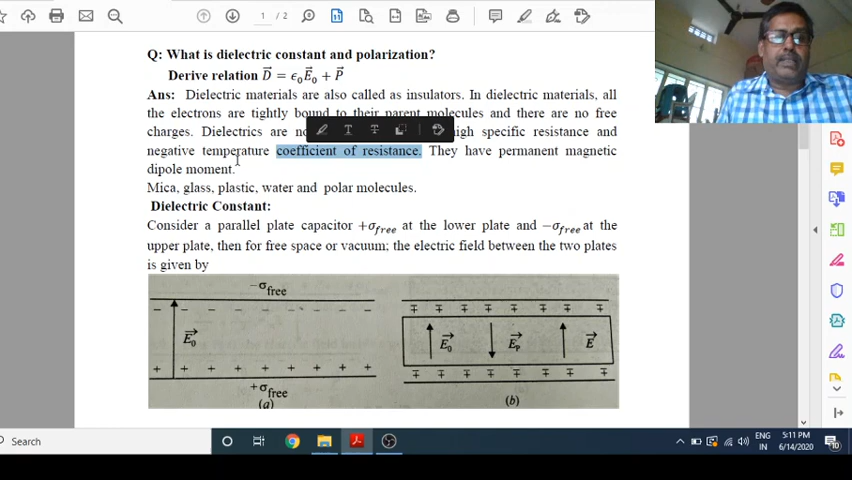 1 / 2
Q: What is dielectric constant and polarization?
Derive relation D⃗ = ϵ₀E⃗₀ + P⃗
Ans: Dielectric materials are also called as insulators. In dielectric materials, all
the electrons are tightly bound to their parent molecules and there are no free
charges. Dielectrics are high specific resistance and
negative temperature coefficient of resistance. They have permanent magnetic
dipole moment.
Mica, glass, plastic, water and polar molecules.
Dielectric Constant:
Consider a parallel plate capacitor +σfree at the lower plate and −σfree at the
upper plate, then for free space or vacuum; the electric field between the two plates
is given by
−σfree
E⃗₀
+σfree
(a)
E⃗₀ E⃗P E⃗
(b)
Search
ENG
IN
5:11 PM
6/14/2020
10